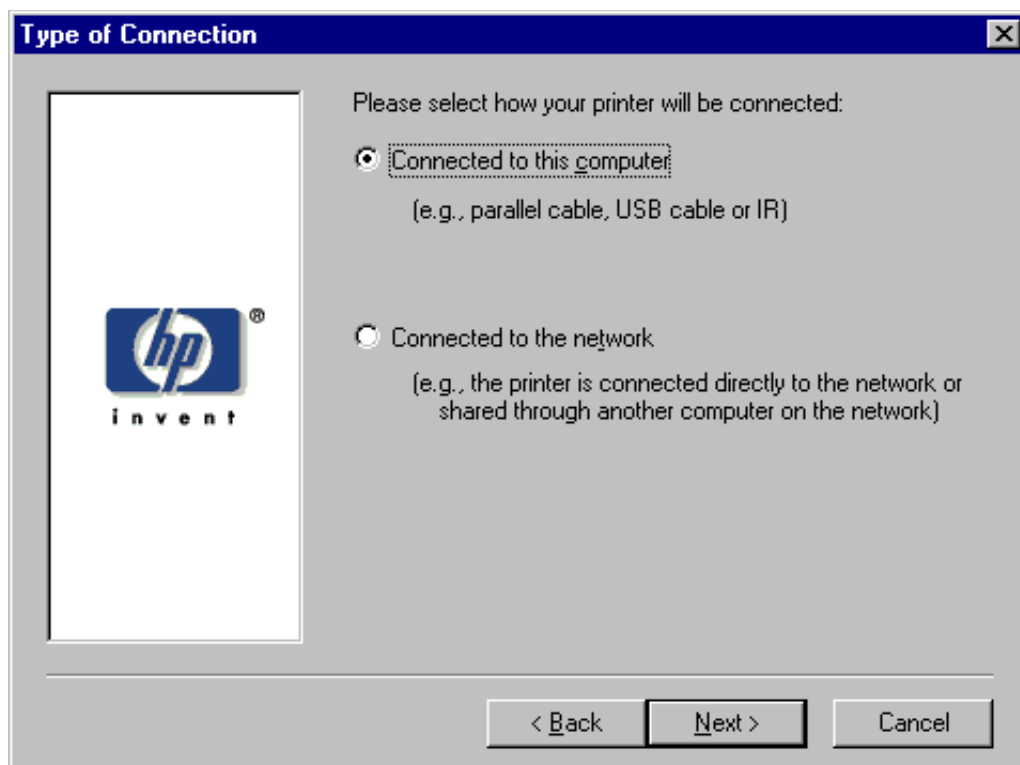 Type of Connection
Please select how your printer will be connected:
Connected to this computer
(e.g., parallel cable, USB cable or IR)
hp ®
invent
Connected to the network
(e.g., the printer is connected directly to the network or
shared through another computer on the network)
< Back
Next >
Cancel